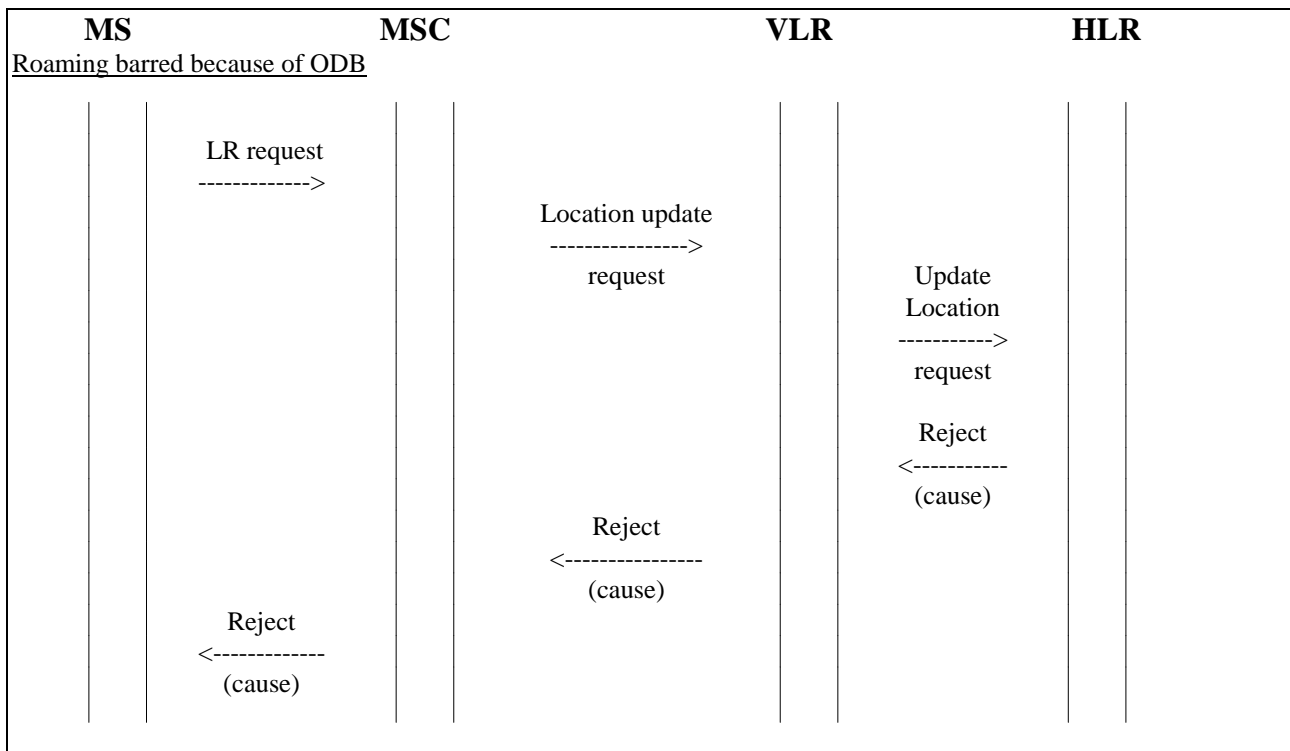 MS MSC VLR HLR
Roaming barred because of ODB
LR request
------------->
Location update
---------------->
request
Update
Location
----------->
request
Reject
<-----------
(cause)
Reject
<----------------
(cause)
Reject
<-------------
(cause)